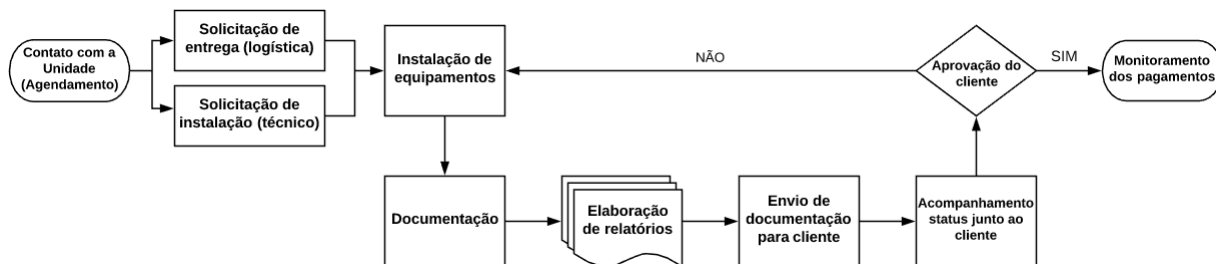 Contato com a
Unidade
(Agendamento)
Solicitação de
entrega (logística)
Solicitação de
instalação (técnico)
Instalação de
equipamentos
NÃO
Aprovação do
cliente
SIM
Monitoramento
dos pagamentos
Documentação
Elaboração
de relatórios
Envio de
documentação
para cliente
Acompanhamento
status junto ao
cliente